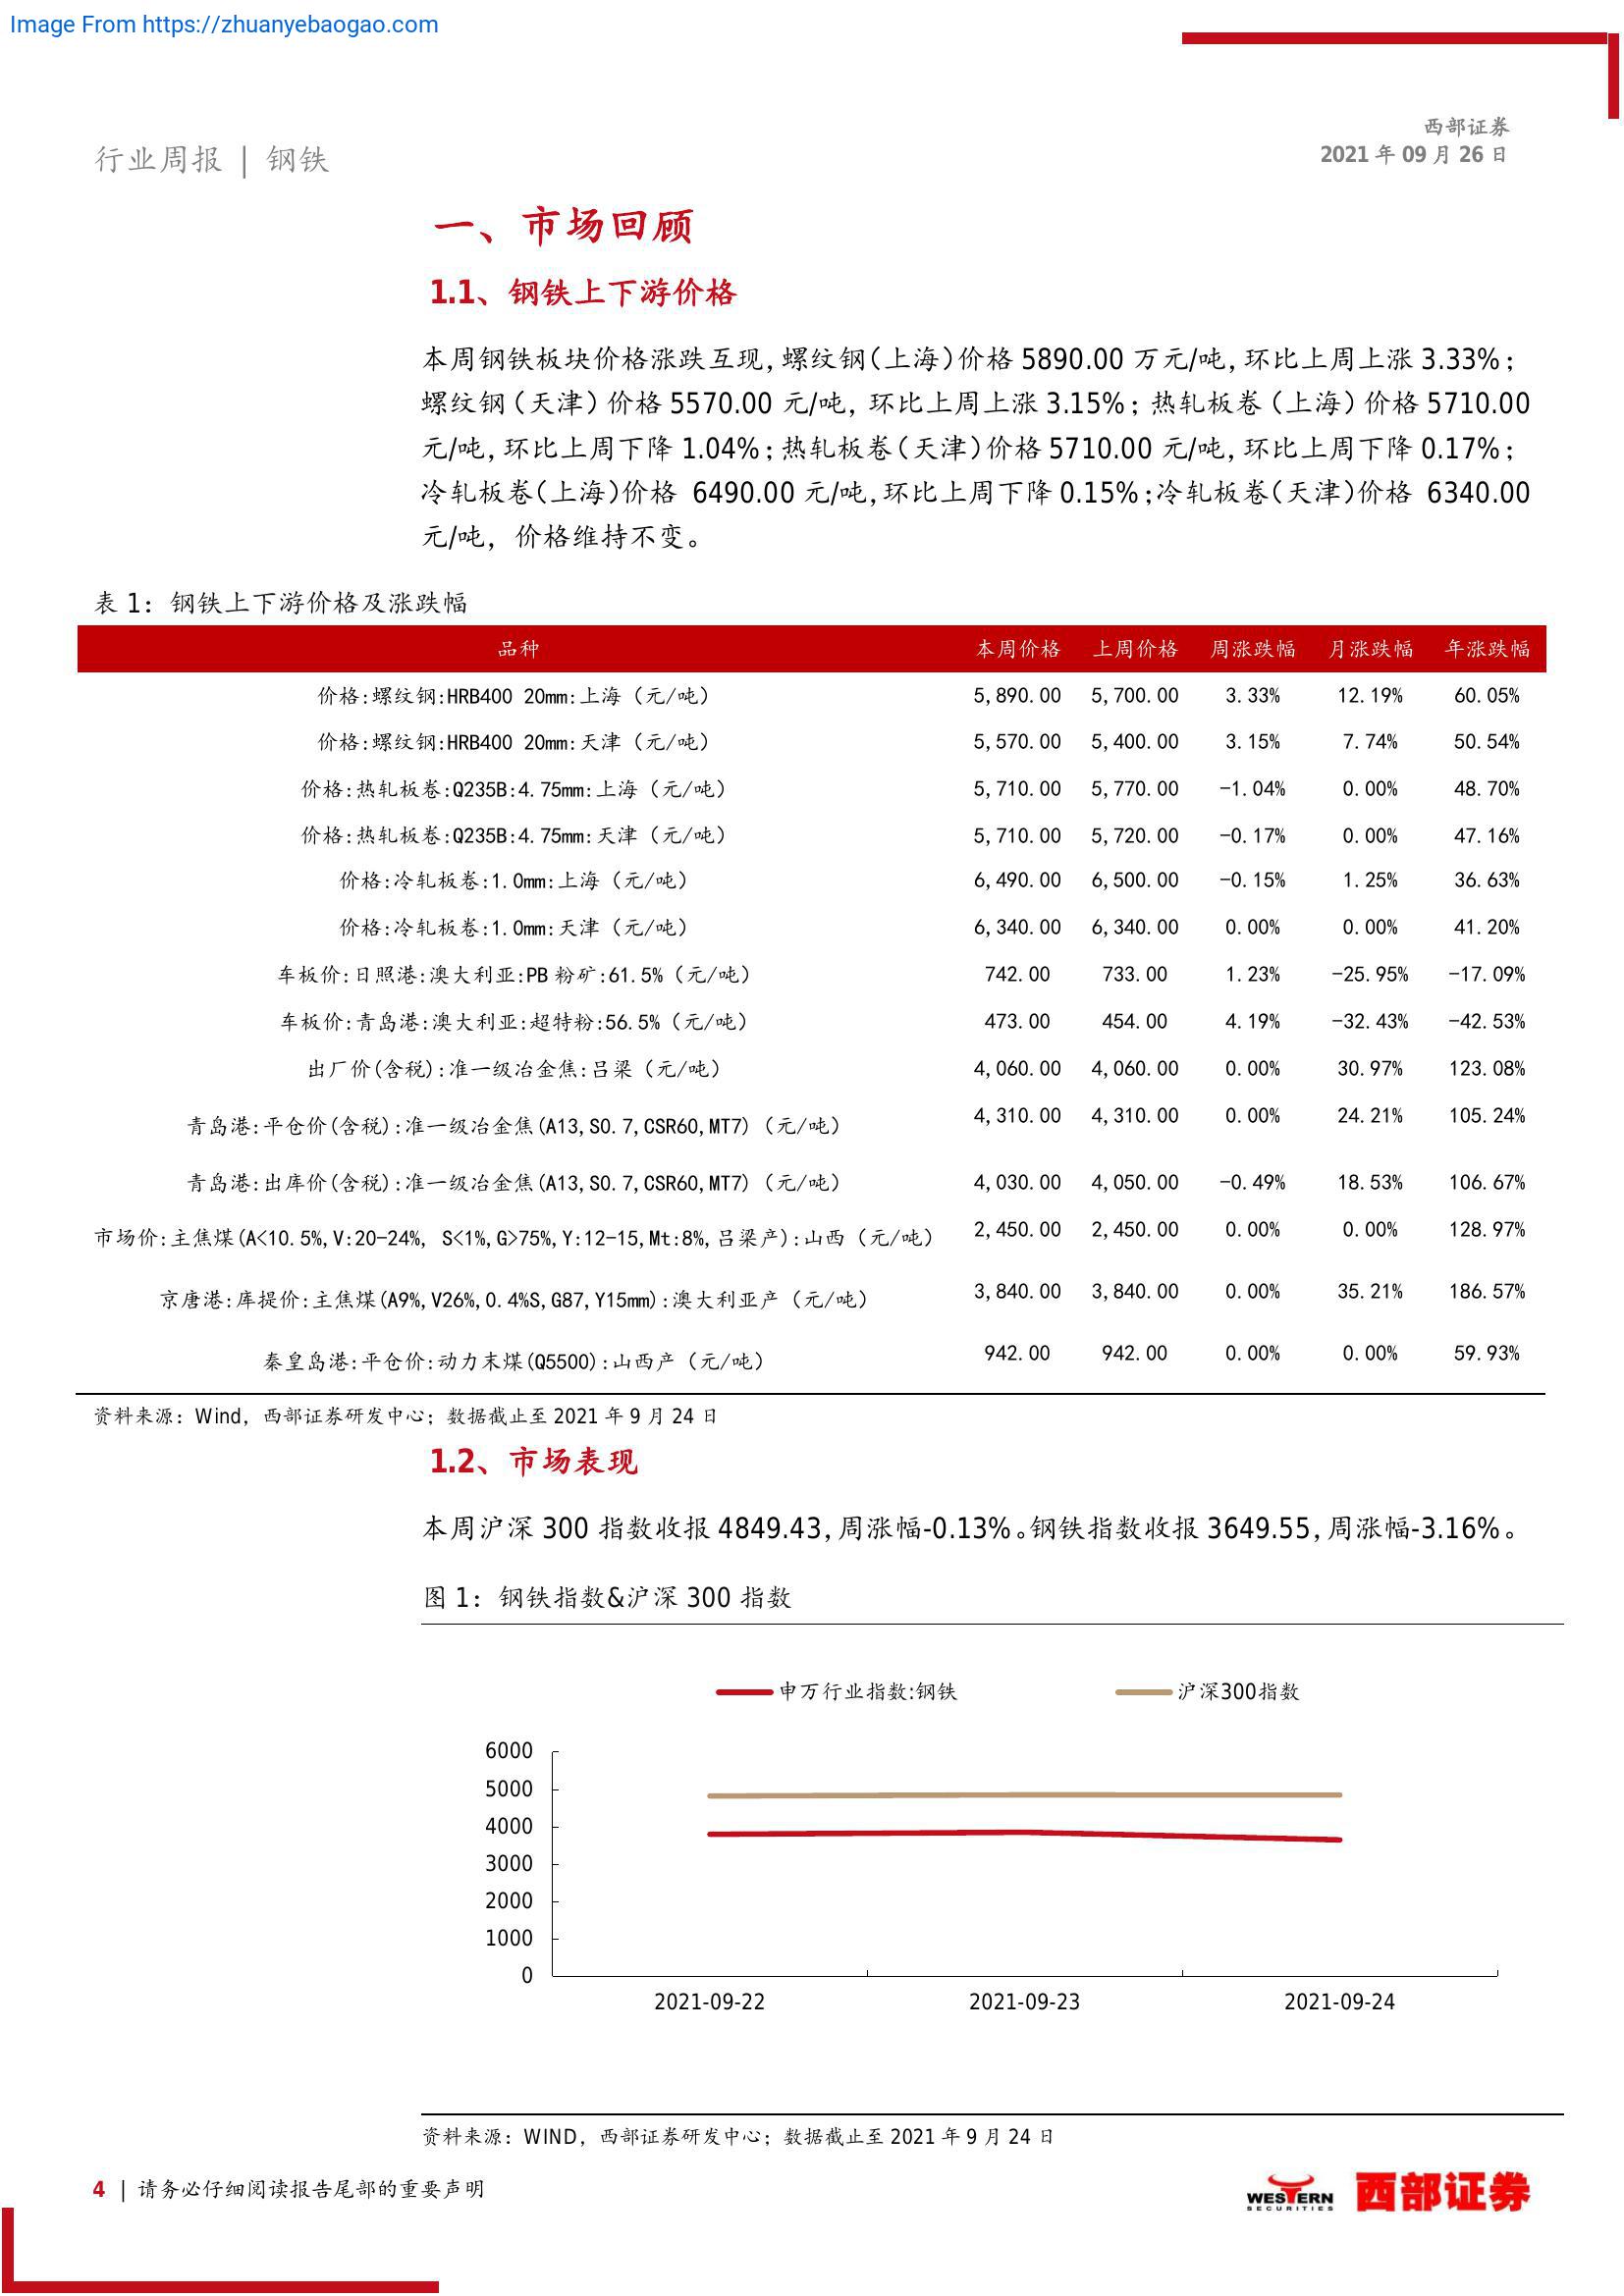 Image From https://zhuanyebaogao.com
西部证券
2021 年 09 月 26 日
行业周报 | 钢铁
一、市场回顾
1.1、钢铁上下游价格
本周钢铁板块价格涨跌互现，螺纹钢（上海）价格 5890.00 万元/吨，环比上周上涨 3.33%；
螺纹钢（天津）价格 5570.00 元/吨，环比上周上涨 3.15%；热轧板卷（上海）价格 5710.00
元/吨，环比上周下降 1.04%；热轧板卷（天津）价格 5710.00 元/吨，环比上周下降 0.17%；
冷轧板卷（上海）价格 6490.00 元/吨，环比上周下降 0.15%；冷轧板卷（天津）价格 6340.00
元/吨，价格维持不变。
表 1：钢铁上下游价格及涨跌幅
品种 本周价格 上周价格 周涨跌幅 月涨跌幅 年涨跌幅
价格:螺纹钢:HRB400 20mm:上海（元/吨） 5,890.00 5,700.00 3.33% 12.19% 60.05%
价格:螺纹钢:HRB400 20mm:天津（元/吨） 5,570.00 5,400.00 3.15% 7.74% 50.54%
价格:热轧板卷:Q235B:4.75mm:上海（元/吨） 5,710.00 5,770.00 -1.04% 0.00% 48.70%
价格:热轧板卷:Q235B:4.75mm:天津（元/吨） 5,710.00 5,720.00 -0.17% 0.00% 47.16%
价格:冷轧板卷:1.0mm:上海（元/吨） 6,490.00 6,500.00 -0.15% 1.25% 36.63%
价格:冷轧板卷:1.0mm:天津（元/吨） 6,340.00 6,340.00 0.00% 0.00% 41.20%
车板价:日照港:澳大利亚:PB 粉矿:61.5%（元/吨） 742.00 733.00 1.23% -25.95% -17.09%
车板价:青岛港:澳大利亚:超特粉:56.5%（元/吨） 473.00 454.00 4.19% -32.43% -42.53%
出厂价(含税):准一级冶金焦:吕梁（元/吨） 4,060.00 4,060.00 0.00% 30.97% 123.08%
青岛港:平仓价(含税):准一级冶金焦(A13,S0.7,CSR60,MT7)（元/吨） 4,310.00 4,310.00 0.00% 24.21% 105.24%
青岛港:出库价(含税):准一级冶金焦(A13,S0.7,CSR60,MT7)（元/吨） 4,030.00 4,050.00 -0.49% 18.53% 106.67%
市场价:主焦煤(A<10.5%,V:20-24%, S<1%,G>75%,Y:12-15,Mt:8%,吕梁产):山西（元/吨） 2,450.00 2,450.00 0.00% 0.00% 128.97%
京唐港:库提价:主焦煤(A9%,V26%,0.4%S,G87,Y15mm):澳大利亚产（元/吨） 3,840.00 3,840.00 0.00% 35.21% 186.57%
秦皇岛港:平仓价:动力末煤(Q5500):山西产（元/吨） 942.00 942.00 0.00% 0.00% 59.93%
资料来源：Wind，西部证券研发中心；数据截止至 2021 年 9 月 24 日
1.2、市场表现
本周沪深 300 指数收报 4849.43，周涨幅-0.13%。钢铁指数收报 3649.55，周涨幅-3.16%。
图 1：钢铁指数&沪深 300 指数
申万行业指数:钢铁 沪深300指数
6000
5000
4000
3000
2000
1000
0
2021-09-22 2021-09-23 2021-09-24
资料来源：WIND，西部证券研发中心；数据截止至 2021 年 9 月 24 日
4 | 请务必仔细阅读报告尾部的重要声明
WESTERN
SECURITIES
西部证券